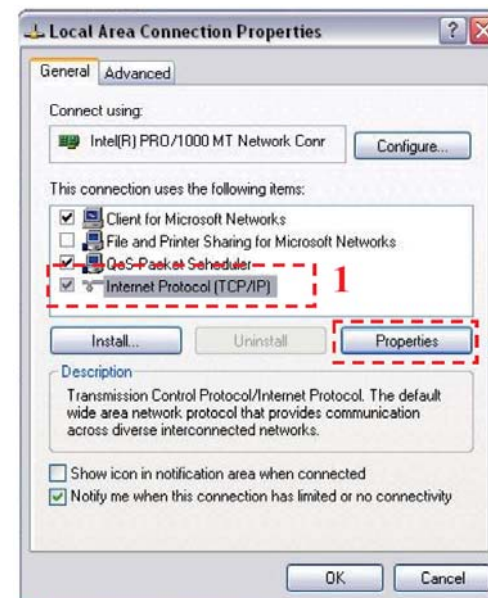 Local Area Connection Properties
General Advanced
Connect using:
Intel(R) PRO/1000 MT Network Conr Configure...
This connection uses the following items:
Client for Microsoft Networks
File and Printer Sharing for Microsoft Networks
QoS Packet Scheduler
Internet Protocol (TCP/IP) 1
Install... Uninstall Properties
Description
Transmission Control Protocol/Internet Protocol. The default
wide area network protocol that provides communication
across diverse interconnected networks.
Show icon in notification area when connected
Notify me when this connection has limited or no connectivity
OK Cancel